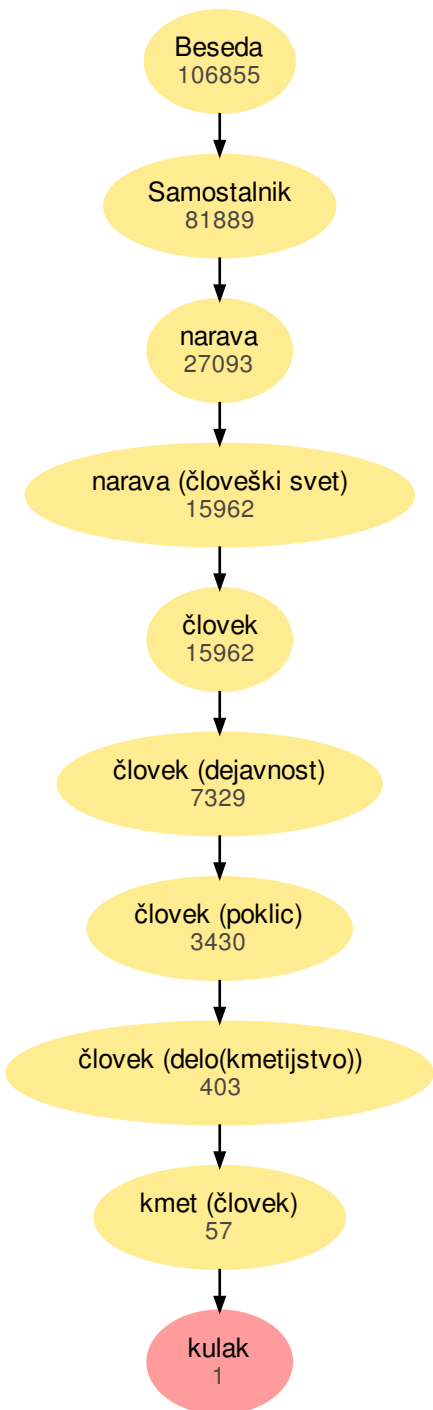 Beseda
106855
Samostalnik
81889
narava
27093
narava (človeški svet)
15962
človek
15962
človek (dejavnost)
7329
človek (poklic)
3430
človek (delo(kmetijstvo))
403
kmet (človek)
57
kulak
1